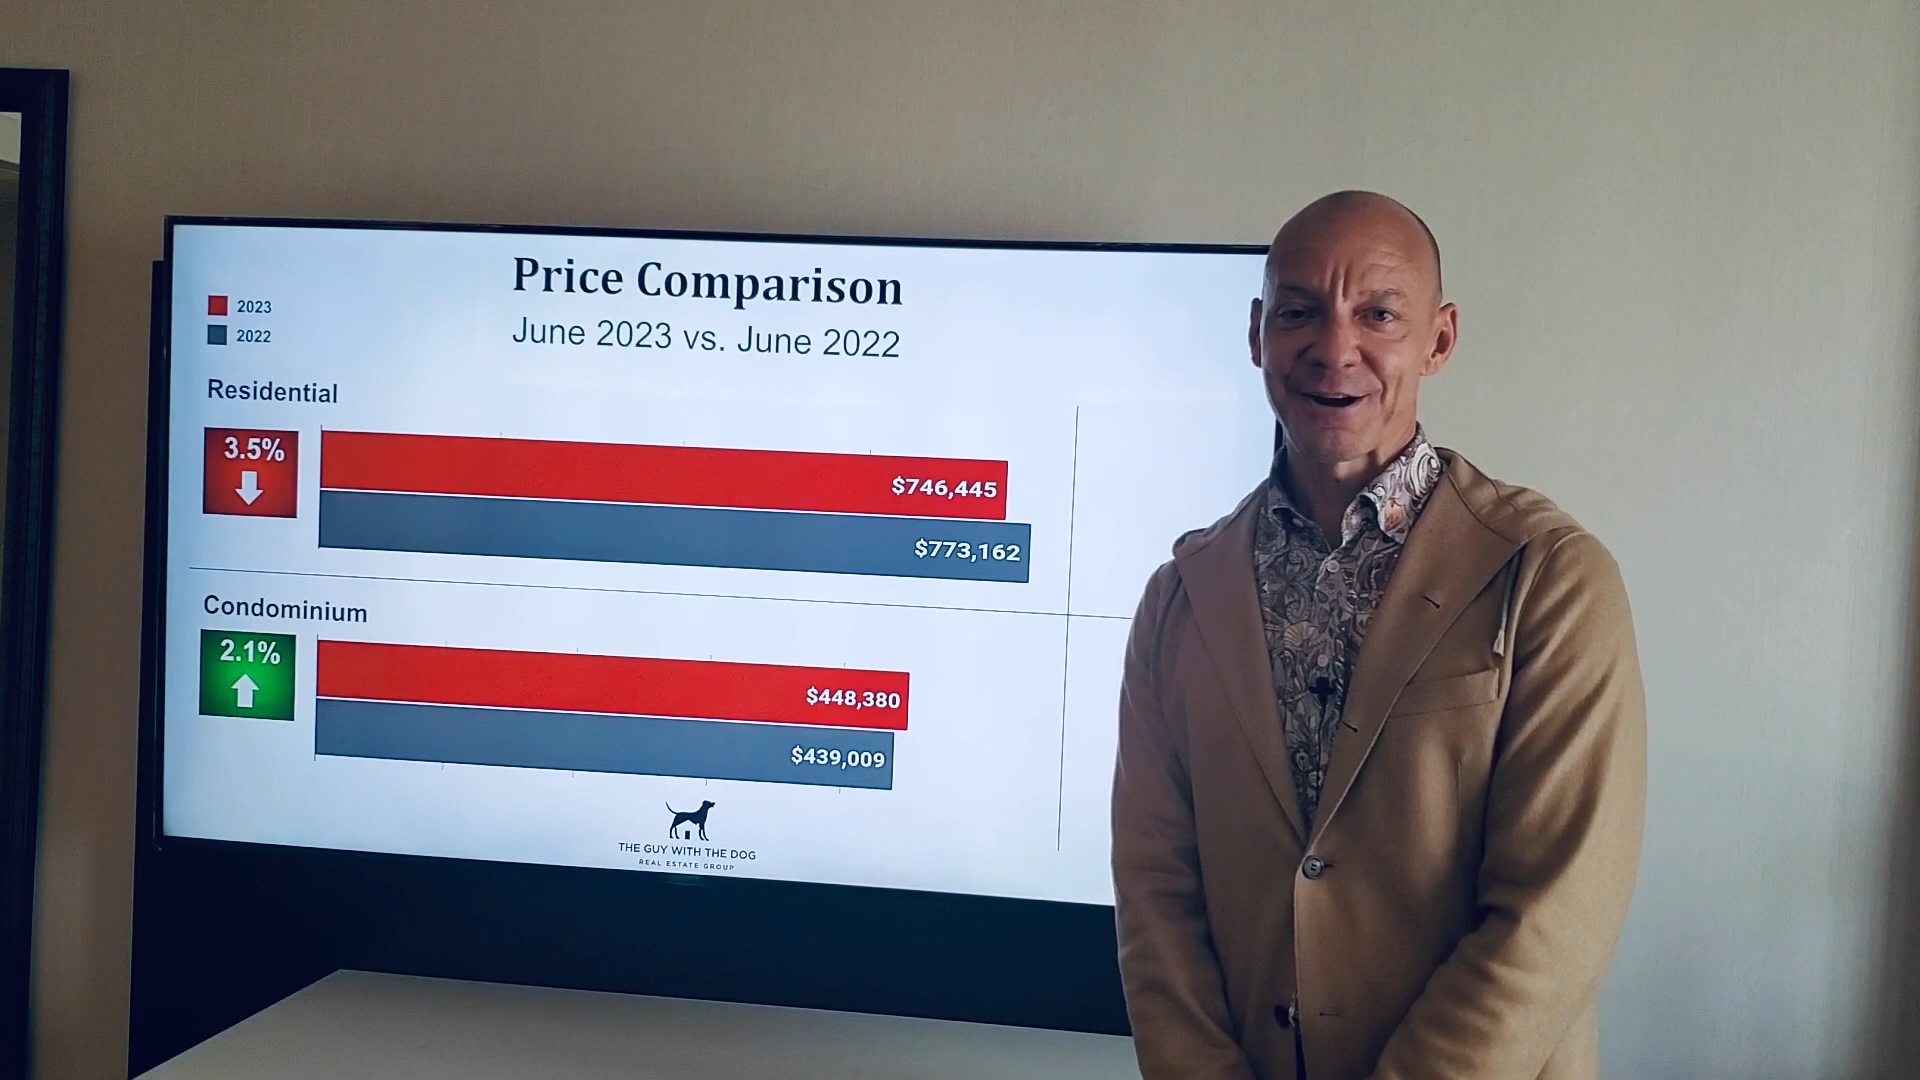 Price Comparison
June 2023 vs. June 2022
2023
2022
Residential
3.5%
$746,445
$773,162
Condominium
2.1%
$448,380
$439,009
THE GUY WITH THE DOG
REAL ESTATE GROUP